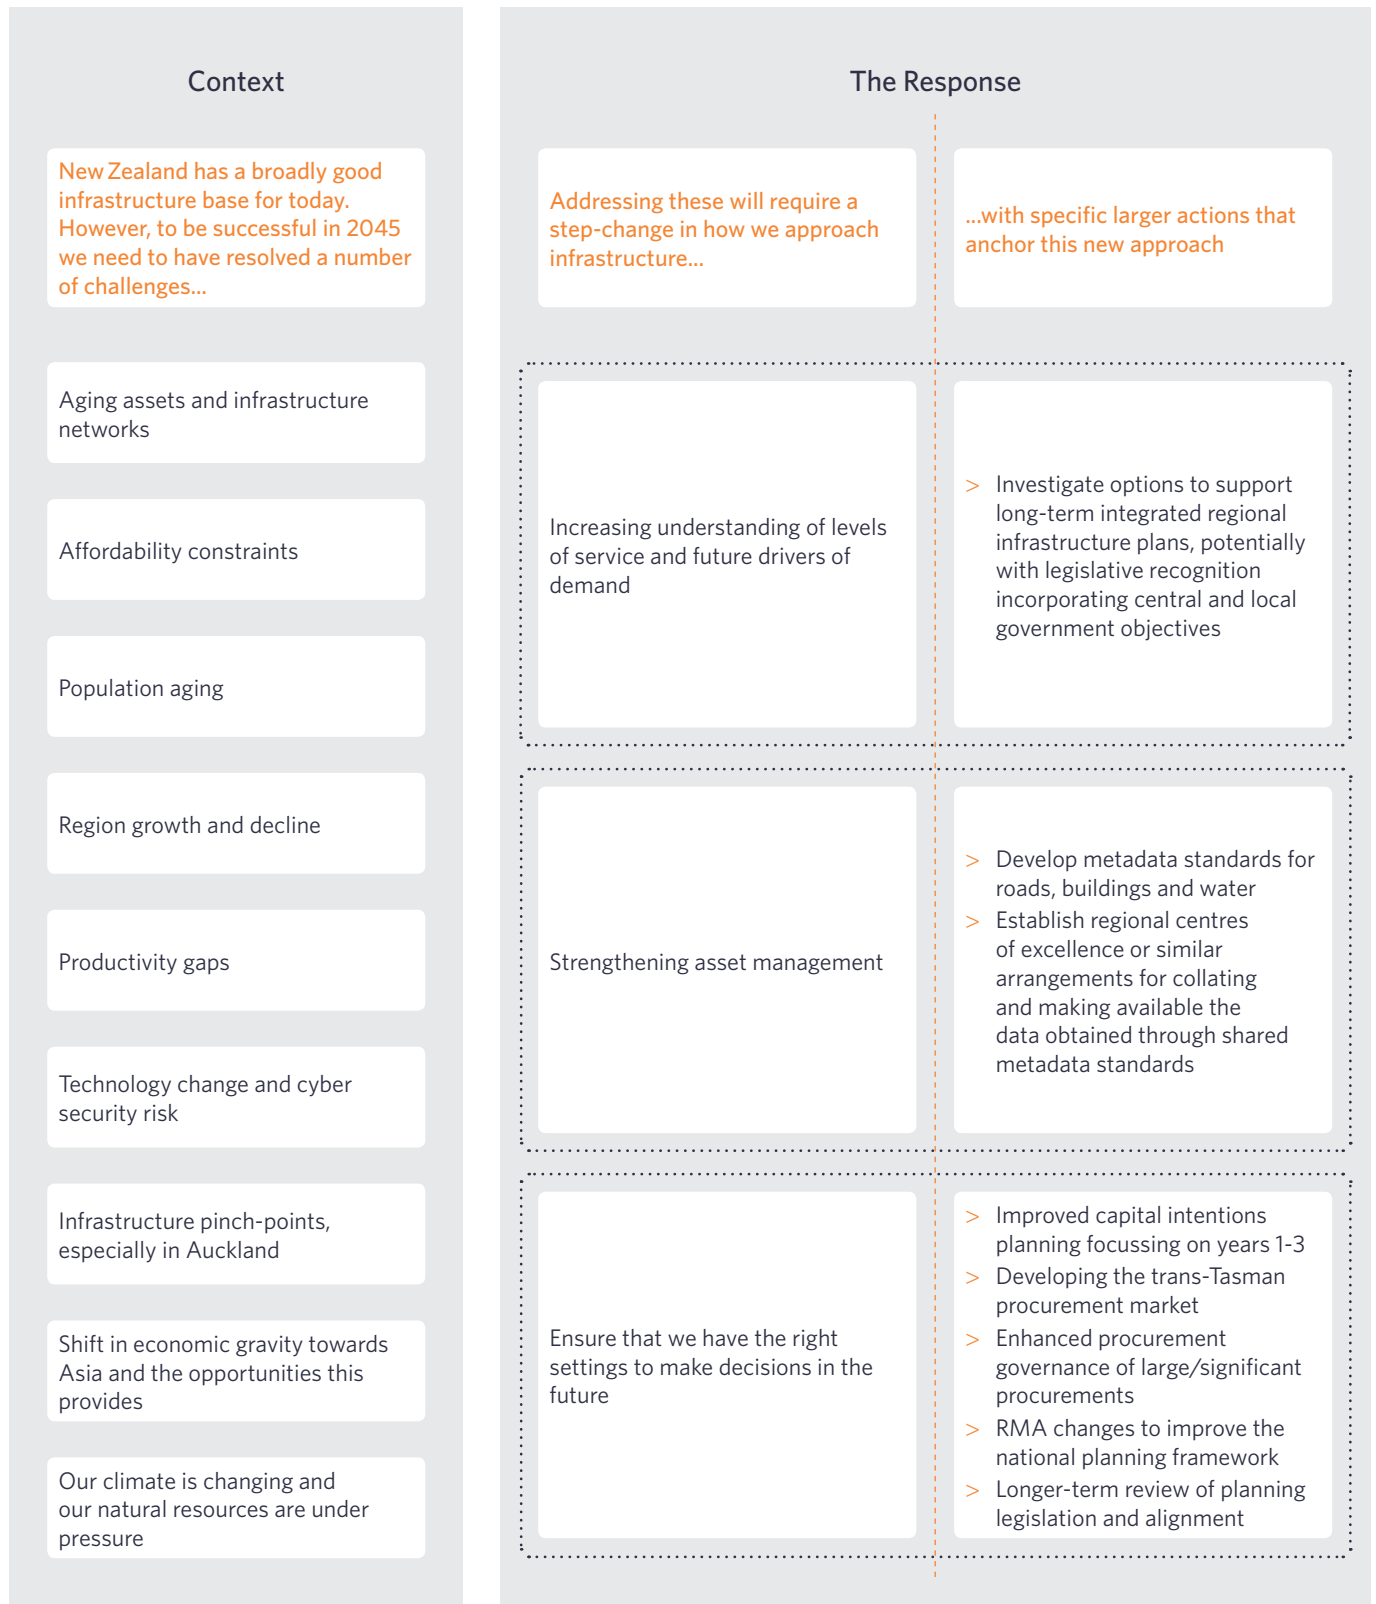 Context
New Zealand has a broadly good
infrastructure base for today.
However, to be successful in 2045
we need to have resolved a number
of challenges...
Aging assets and infrastructure
networks
Affordability constraints
Population aging
Region growth and decline
Productivity gaps
Technology change and cyber
security risk
Infrastructure pinch-points,
especially in Auckland
Shift in economic gravity towards
Asia and the opportunities this
provides
Our climate is changing and
our natural resources are under
pressure
The Response
Addressing these will require a
step-change in how we approach
infrastructure...
...with specific larger actions that
anchor this new approach
Increasing understanding of levels
of service and future drivers of
demand
> Investigate options to support
long-term integrated regional
infrastructure plans, potentially
with legislative recognition
incorporating central and local
government objectives
Strengthening asset management
> Develop metadata standards for
roads, buildings and water
> Establish regional centres
of excellence or similar
arrangements for collating
and making available the
data obtained through shared
metadata standards
Ensure that we have the right
settings to make decisions in the
future
> Improved capital intentions
planning focussing on years 1-3
> Developing the trans-Tasman
procurement market
> Enhanced procurement
governance of large/significant
procurements
> RMA changes to improve the
national planning framework
> Longer-term review of planning
legislation and alignment